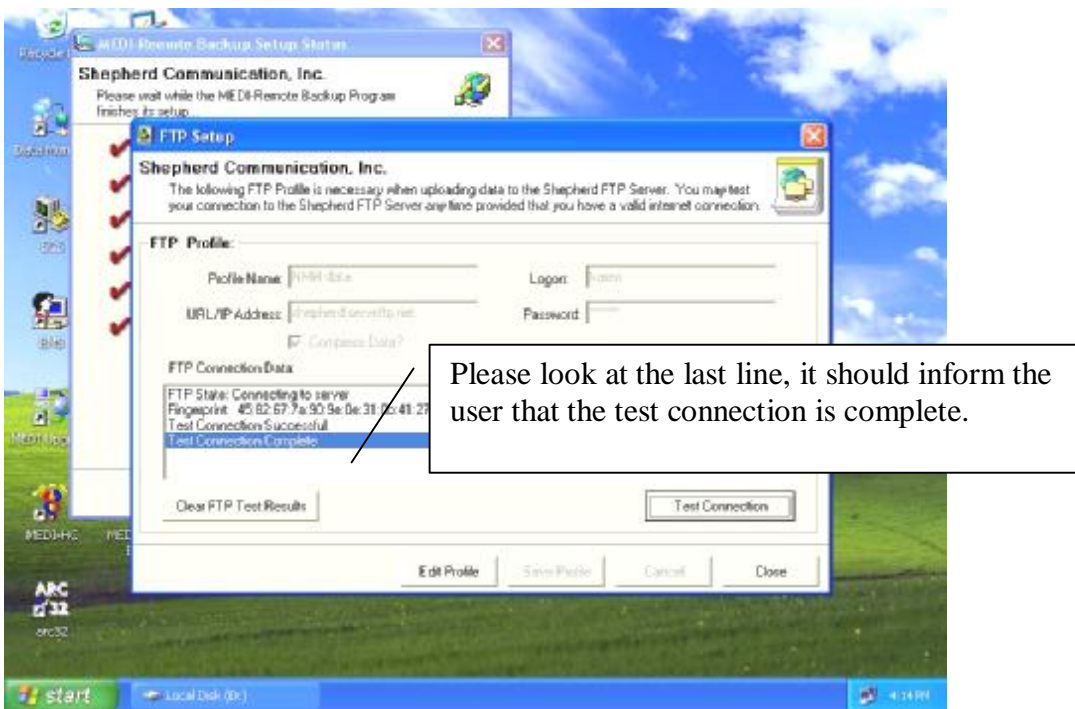 Recycle
MEDI-Remote Backup Setup Status
Shepherd Communication, Inc.
Please wait while the MEDI-Remote Backup Program
finishes its setup...
FTP Setup
Shepherd Communication, Inc.
The following FTP Profile is necessary when uploading data to the Shepherd FTP Server. You may test
your connection to the Shepherd FTP Server anytime provided that you have a valid internet connection.
FTP Profile:
Profile Name:
Logon:
URL/IP Address:
Password:
Compress Data?
FTP Connection Data:
FTP State: Connecting to server
Fingerprint:
Test Connection Successful
Test Connection Complete
Please look at the last line, it should inform the
user that the test connection is complete.
Clear FTP Test Results
Test Connection
Edit Profile
Save Profile
Cancel
Close
MEDI-HC
ARC
32
arc32
start
Local Disk (D:)
4:14 PM